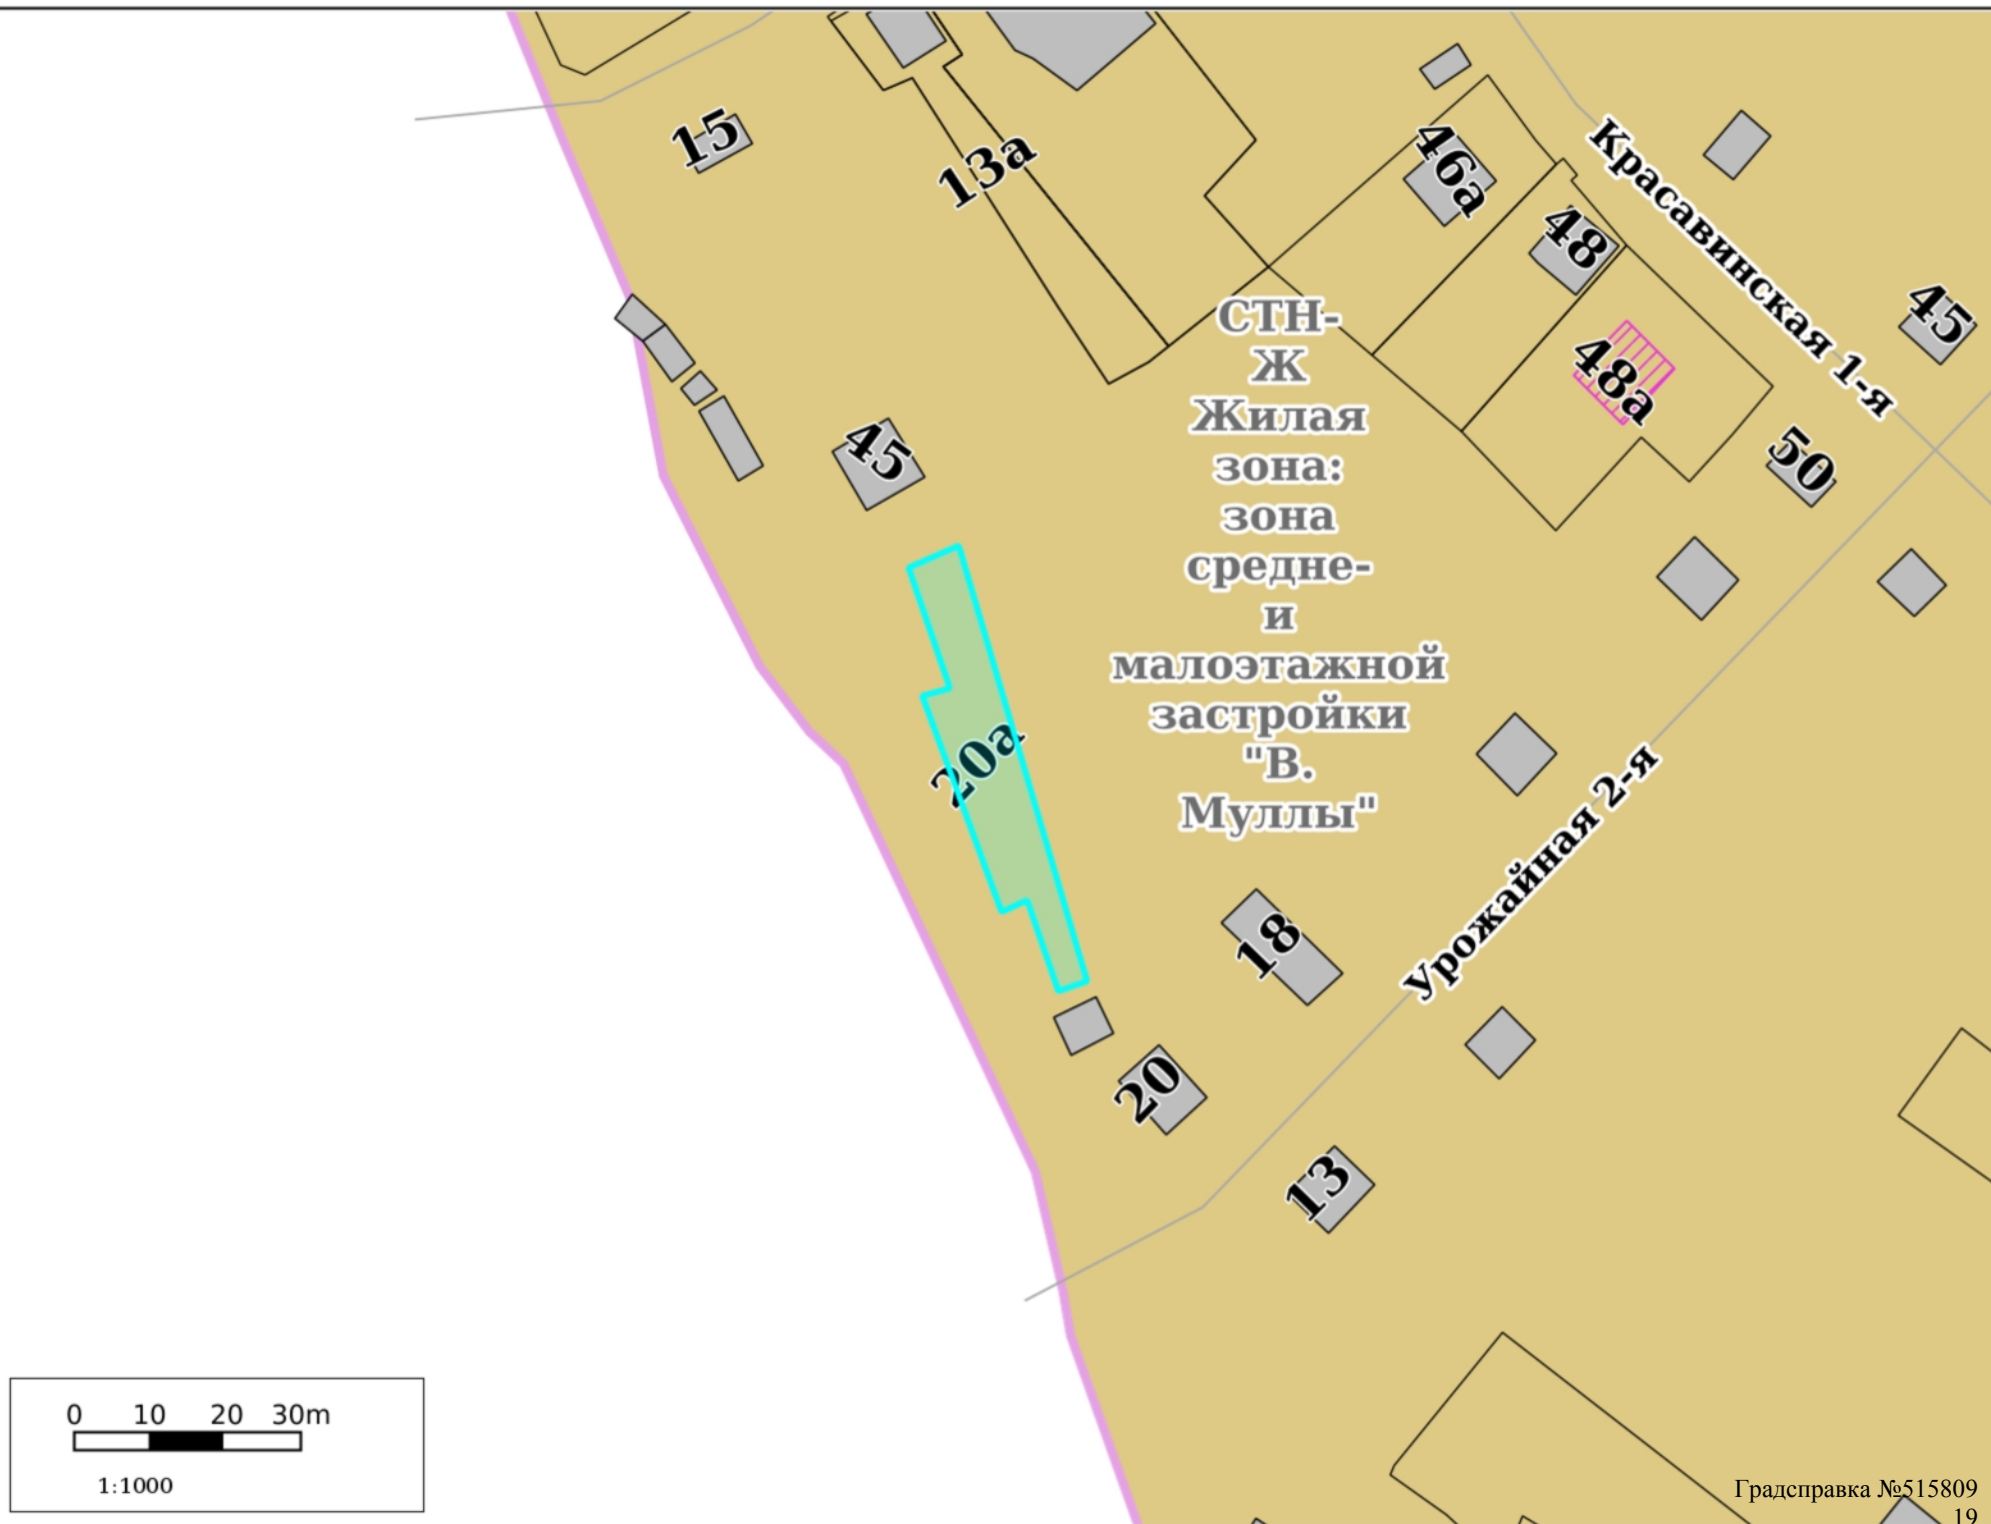 15
13а
46а
Красавинская 1-я
48
45
48а
СТН-
Ж
Жилая
зона:
зона
средне-
и
малоэтажной
застройки
"В.
Муллы"
45
50
20а
Урожайная 2-я
18
20
13
0 10 20 30m
1:1000
Градсправка №515809
19